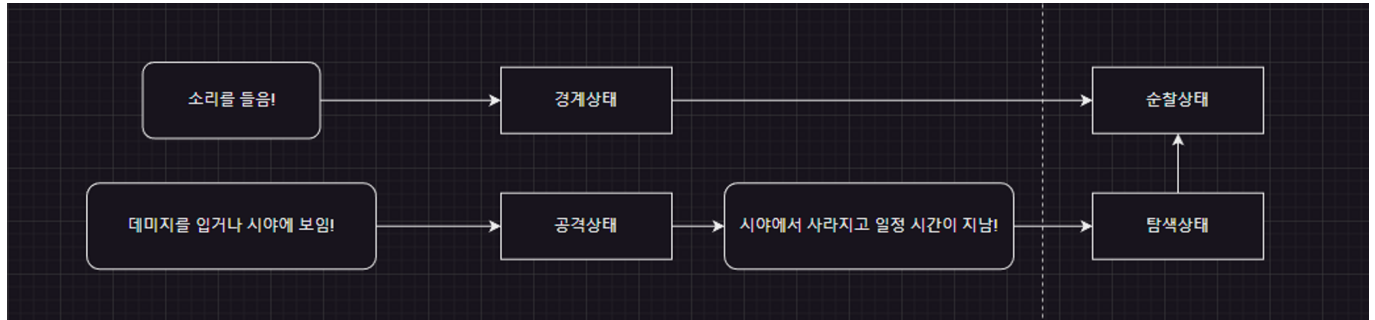 소리를 들음!
경계상태
순찰상태
데미지를 입거나 시야에 보임!
공격상태
시야에서 사라지고 일정 시간이 지남!
탐색상태